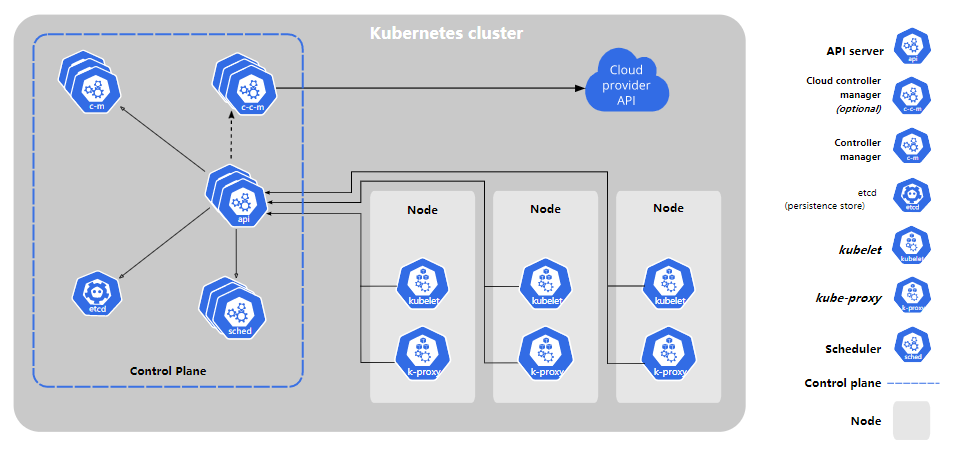 Kubernetes cluster
c-m
c-c-m
Cloud
provider
API
api
etcd
sched
Control Plane
Node
Node
Node
kubelet
kubelet
kubelet
k-proxy
k-proxy
k-proxy
API server
api
Cloud controller
manager
(optional)
c-c-m
Controller
manager
c-m
etcd
(persistence store)
etcd
kubelet
kubelet
kube-proxy
k-proxy
Scheduler
sched
Control plane
Node